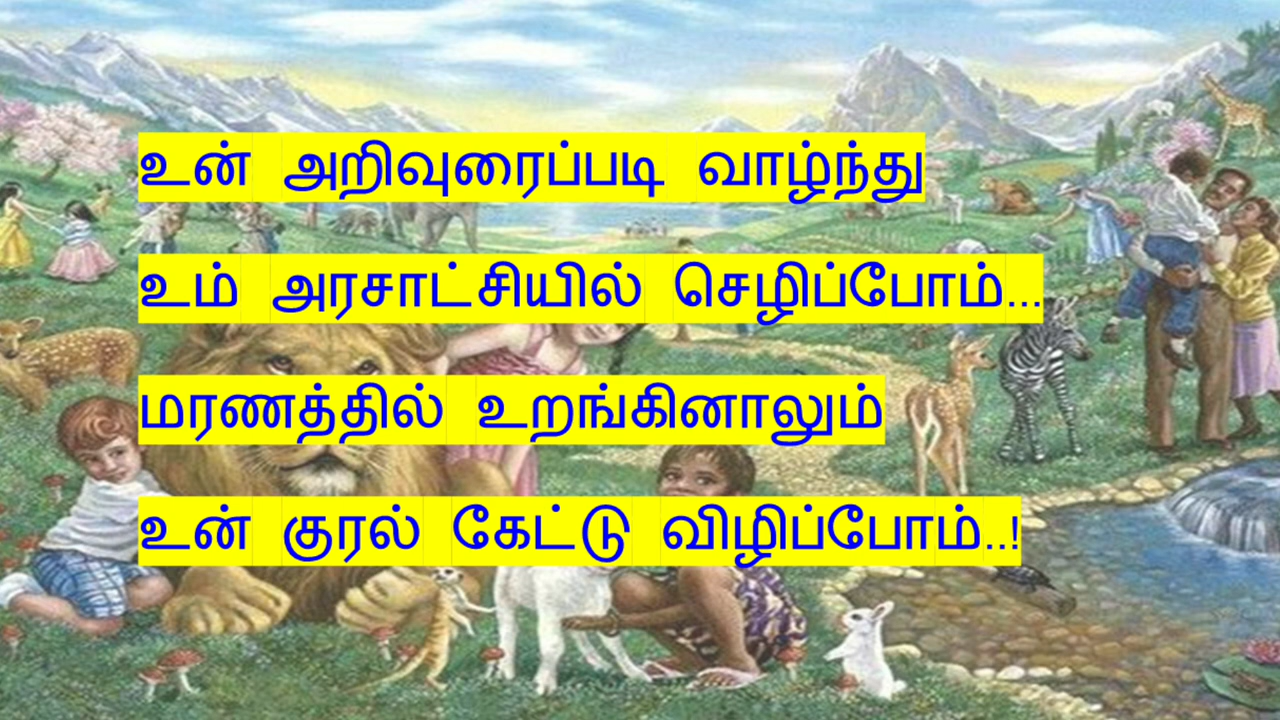 உன் அறிவுரைப்படி வாழ்ந்து
உம் அரசாட்சியில் செழிப்போம்...
மரணத்தில் உறங்கினாலும்
உன் குரல் கேட்டு விழிப்போம்..!